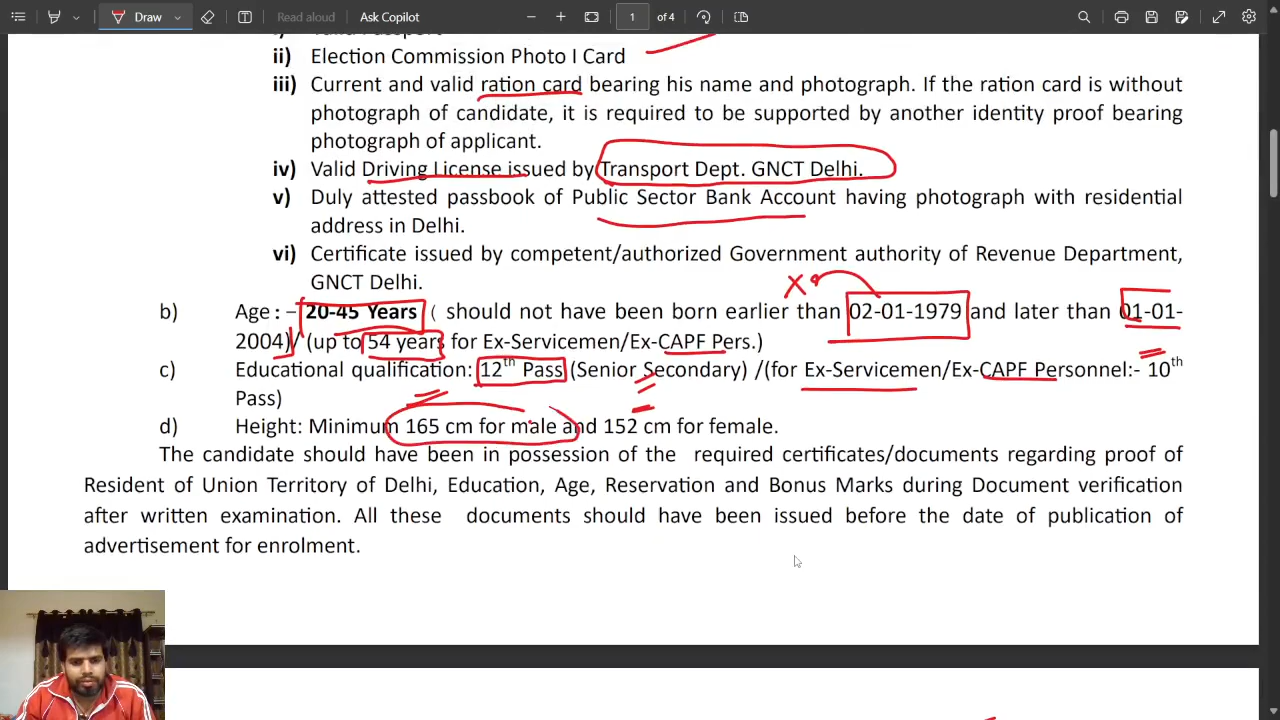 Draw
Read aloud
Ask Copilot
1
of 4
ii) Election Commission Photo I Card
iii) Current and valid ration card bearing his name and photograph. If the ration card is without
photograph of candidate, it is required to be supported by another identity proof bearing
photograph of applicant.
iv) Valid Driving License issued by Transport Dept. GNCT Delhi.
v) Duly attested passbook of Public Sector Bank Account having photograph with residential
address in Delhi.
vi) Certificate issued by competent/authorized Government authority of Revenue Department,
GNCT Delhi.
b) Age : – 20-45 Years ( should not have been born earlier than 02-01-1979 and later than 01-01-
2004)/ (up to 54 years for Ex-Servicemen/Ex-CAPF Pers.)
c) Educational qualification: 12th Pass (Senior Secondary) /(for Ex-Servicemen/Ex-CAPF Personnel:- 10th
Pass)
d) Height: Minimum 165 cm for male and 152 cm for female.
The candidate should have been in possession of the required certificates/documents regarding proof of
Resident of Union Territory of Delhi, Education, Age, Reservation and Bonus Marks during Document verification
after written examination. All these documents should have been issued before the date of publication of
advertisement for enrolment.